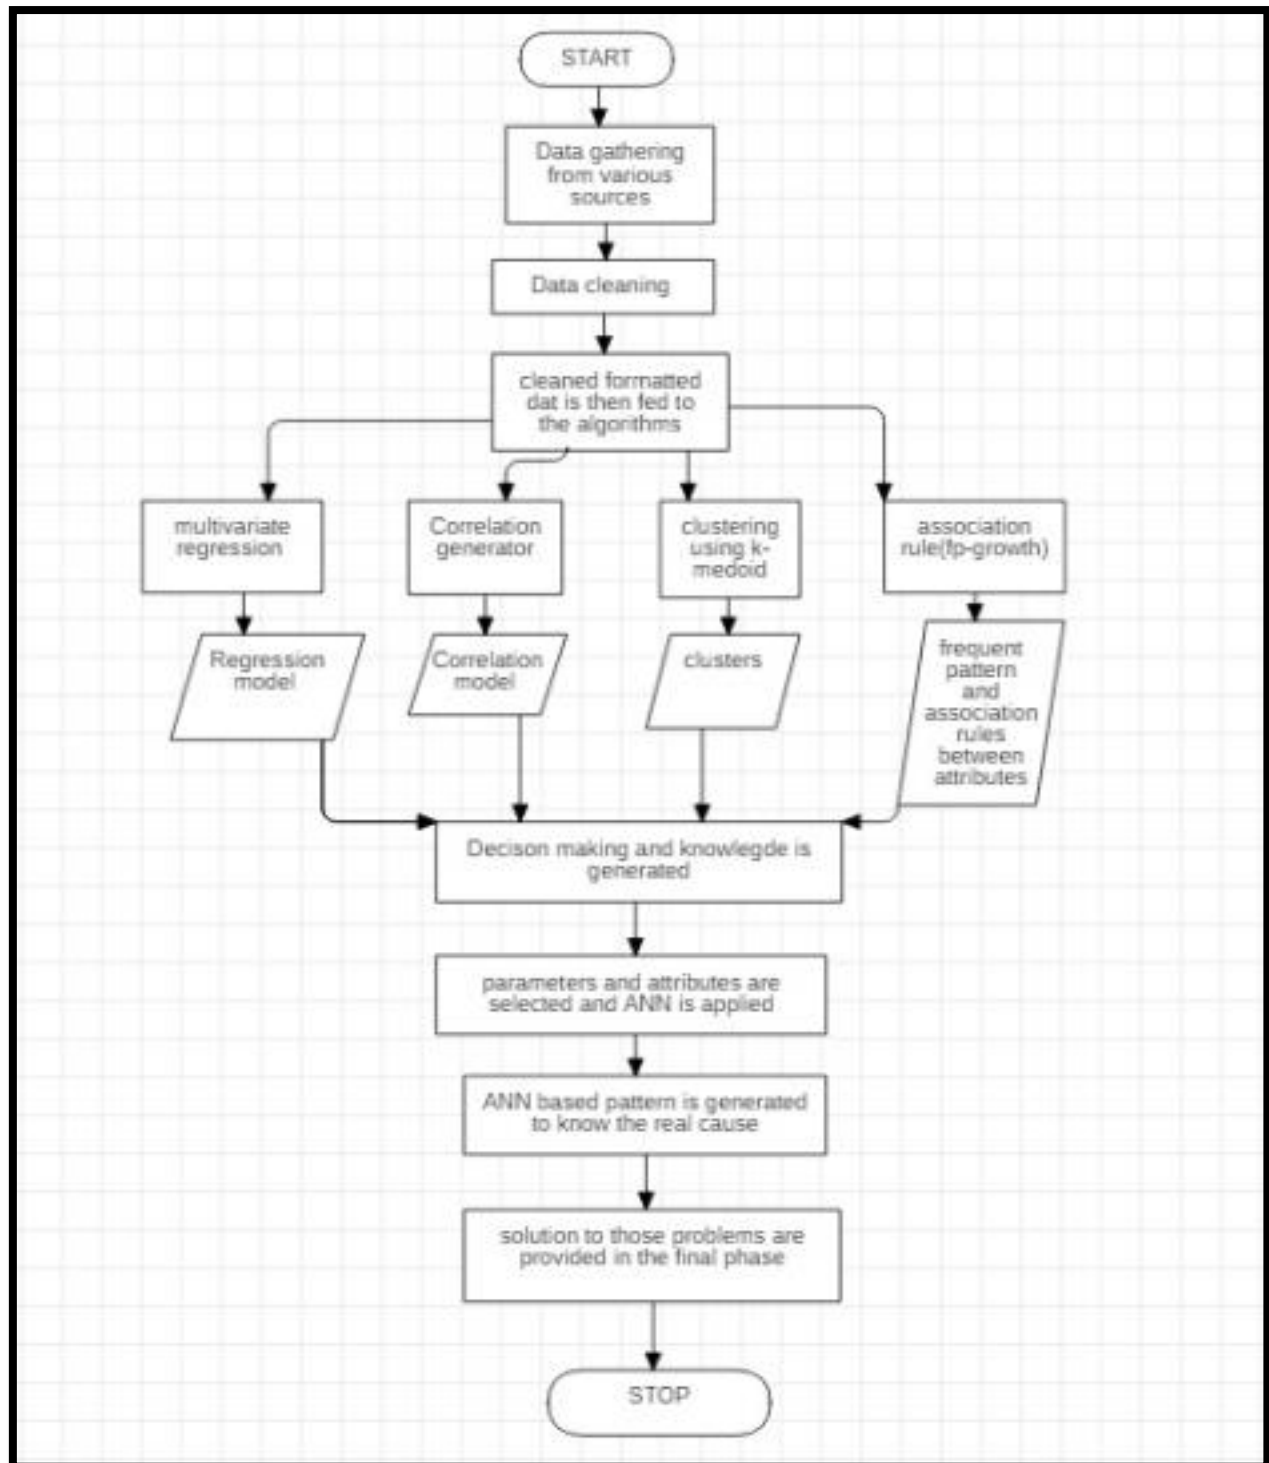 START
Data gathering
from various
sources
Data cleaning
cleaned formatted
dat is then fed to
the algorithms
multivariate
regression
Correlation
generator
clustering
using k-
medoid
association
rule(fp-growth)
Regression
model
Correlation
model
clusters
frequent
pattern
and
association
rules
between
attributes
Decison making and knowlegde is
generated
parameters and attributes are
selected and ANN is applied
ANN based pattern is generated
to know the real cause
solution to those problems are
provided in the final phase
STOP